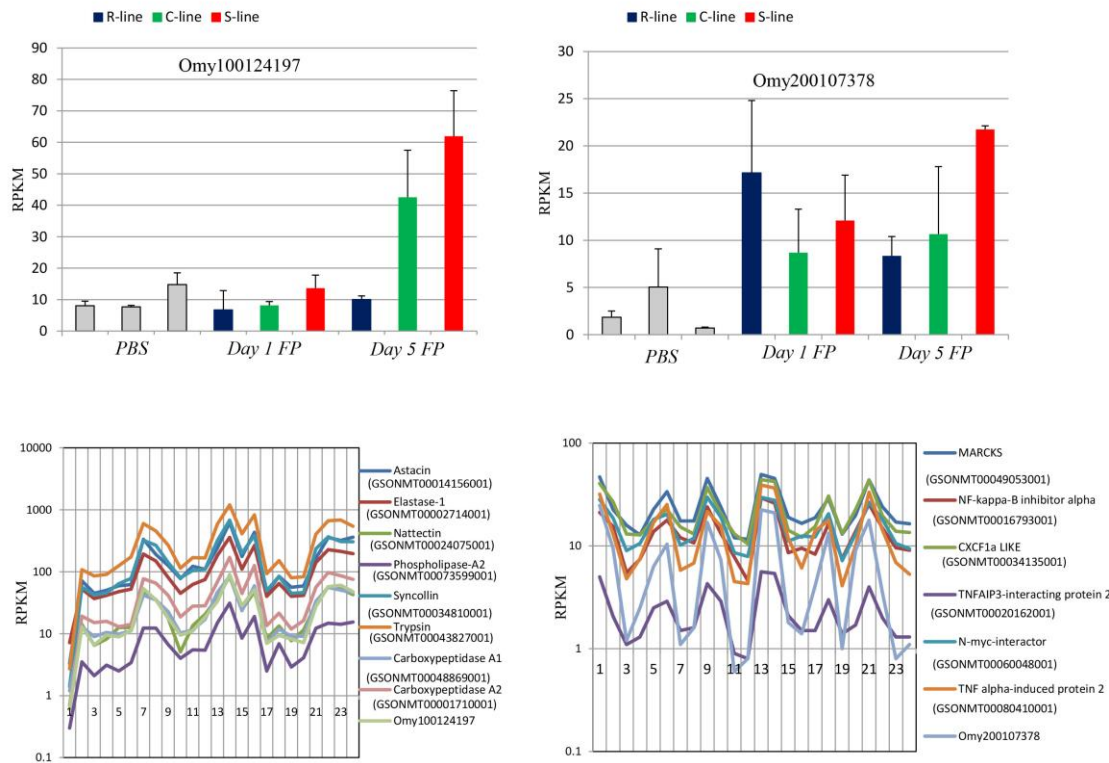 R-line C-line S-line
Omy100124197
90
80
70
60
50
40
30
20
10
0
RPKM
PBS Day 1 FP Day 5 FP
R-line C-line S-line
Omy200107378
30
25
20
15
10
5
0
RPKM
PBS Day 1 FP Day 5 FP
10000
1000
100
10
1
0.1
RPKM
1 3 5 7 9 11 13 15 17 19 21 23
Astacin
(GSONMT00014156001)
Elastase-1
(GSONMT00002714001)
Nattectin
(GSONMT00024075001)
Phospholipase-A2
(GSONMT00073599001)
Syncollin
(GSONMT00034810001)
Trypsin
(GSONMT00043827001)
Carboxypeptidase A1
(GSONMT00048869001)
Carboxypeptidase A2
(GSONMT00001710001)
Omy100124197
100
10
1
0.1
RPKM
1 3 5 7 9 11 13 15 17 19 21 23
MARCKS
(GSONMT00049053001)
NF-kappa-B inhibitor alpha
(GSONMT00016793001)
CXCF1a LIKE
(GSONMT00034135001)
TNFAIP3-interacting protein 2
(GSONMT00020162001)
N-myc-interactor
(GSONMT00060048001)
TNF alpha-induced protein 2
(GSONMT00080410001)
Omy200107378